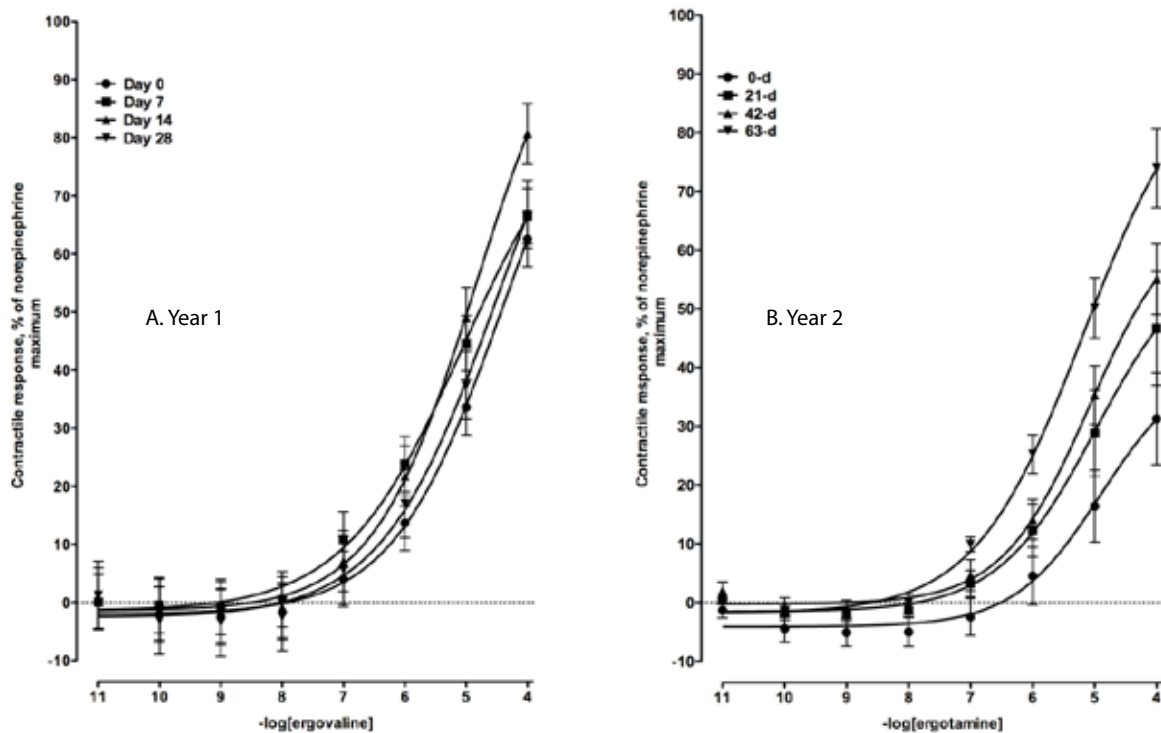 100
90
80
70
60
50
40
30
20
10
0
-10
Contractile response, % of norepinephrine
maximum
Day 0
Day 7
Day 14
Day 28
A. Year 1
11 10 9 8 7 6 5 4
-log[ergovaline]
100
90
80
70
60
50
40
30
20
10
0
-10
Contractile response, % of norepinephrine
maximum
0-d
21-d
42-d
63-d
B. Year 2
11 10 9 8 7 6 5 4
-log[ergotamine]